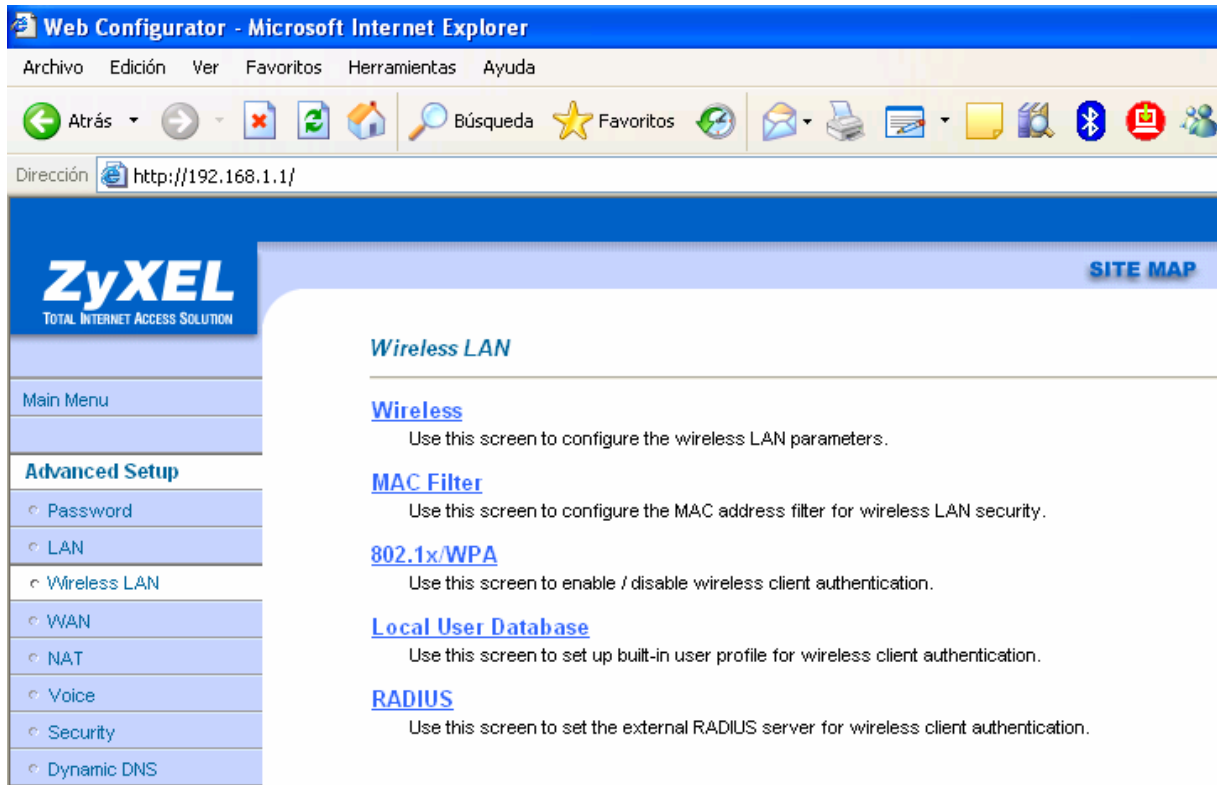 Web Configurator - Microsoft Internet Explorer
Archivo Edición Ver Favoritos Herramientas Ayuda
Atrás Búsqueda Favoritos
Dirección http://192.168.1.1/
ZyXEL
TOTAL INTERNET ACCESS SOLUTION
SITE MAP
Main Menu
Advanced Setup
Password
LAN
Wireless LAN
WAN
NAT
Voice
Security
Dynamic DNS
Wireless LAN
Wireless
Use this screen to configure the wireless LAN parameters.
MAC Filter
Use this screen to configure the MAC address filter for wireless LAN security.
802.1x/WPA
Use this screen to enable / disable wireless client authentication.
Local User Database
Use this screen to set up built-in user profile for wireless client authentication.
RADIUS
Use this screen to set the external RADIUS server for wireless client authentication.